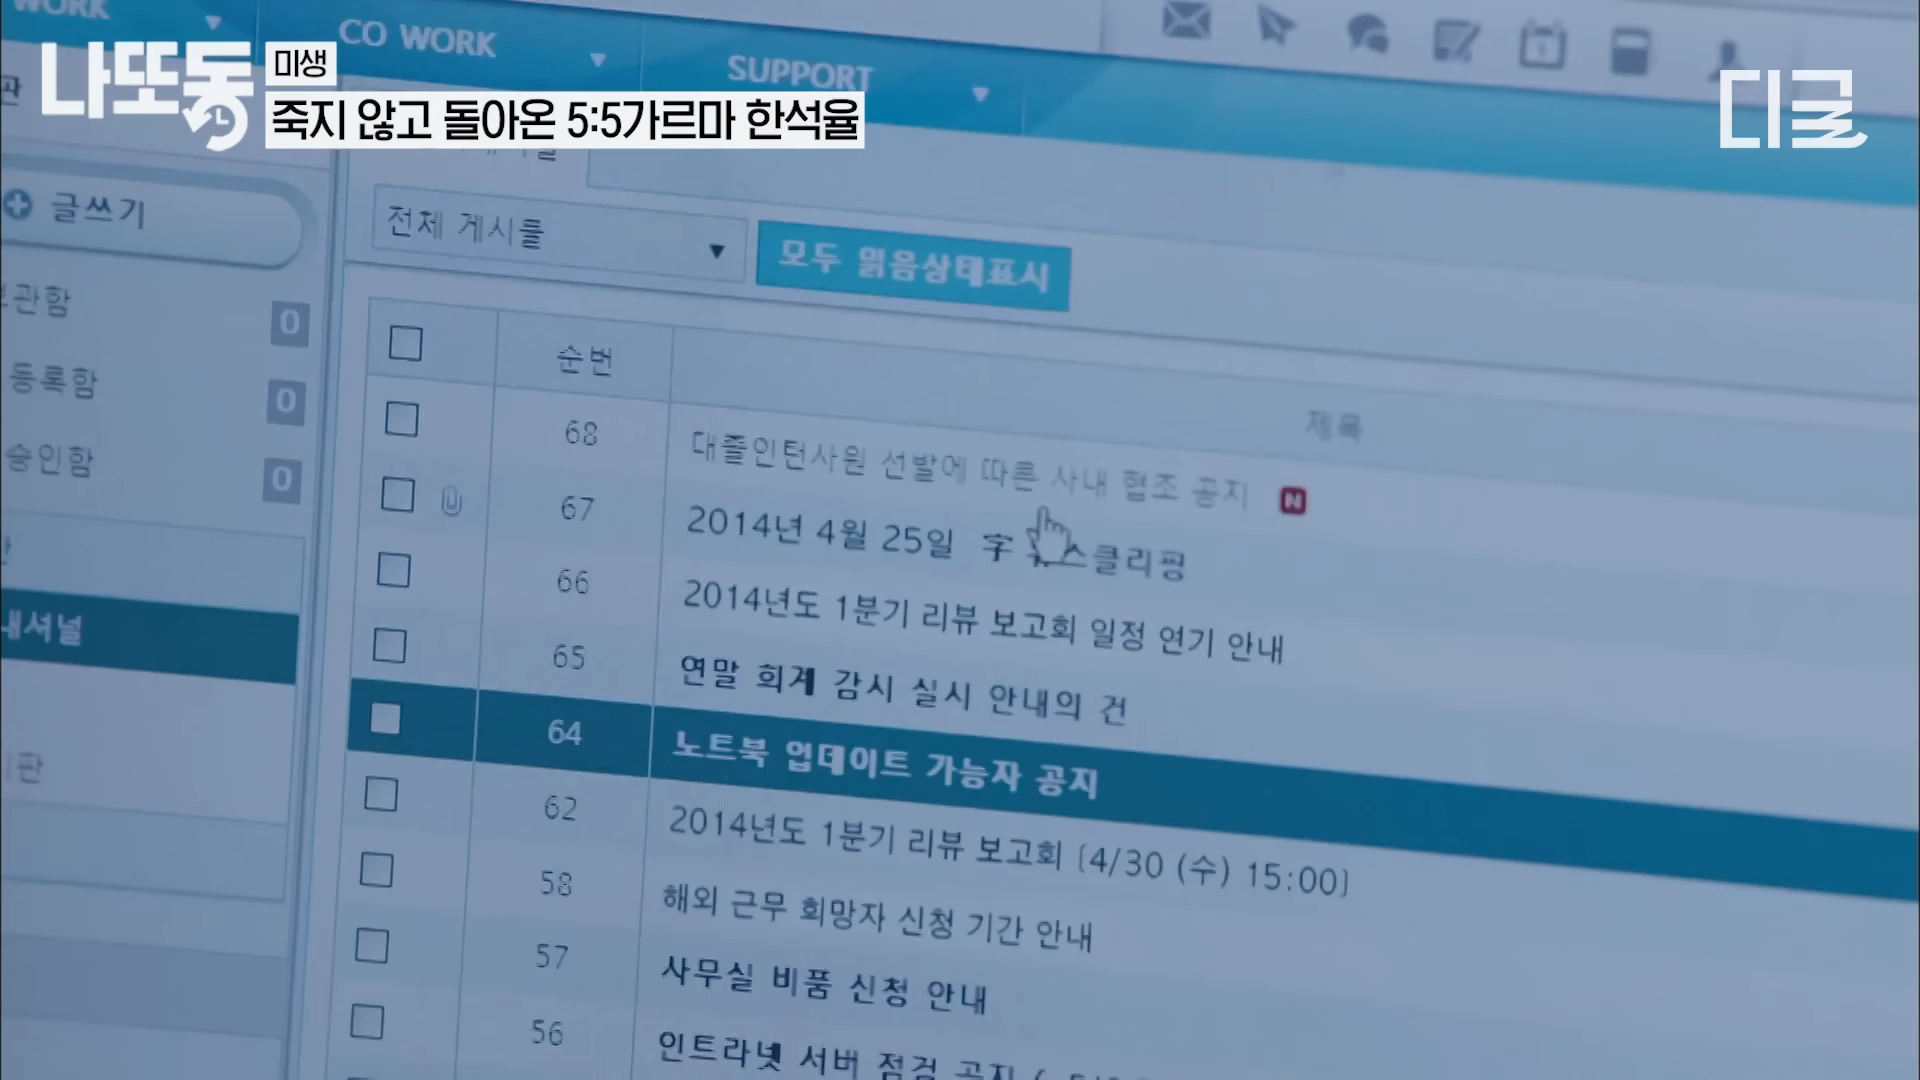 WORK
CO WORK
SUPPORT
나또동
미생
죽지 않고 돌아온 5:5가르마 한석율
디글
글쓰기
전체 게시물
모두 읽음상태표시
관함 0
등록함 0
승인함 0
내셔널
순번 제목
68 대졸인턴사원 선발에 따른 사내 협조 공지 N
67 2014년 4월 25일 스클리핑
66 2014년도 1분기 리뷰 보고회 일정 연기 안내
65 연말 회계 감시 실시 안내의 건
64 노트북 업데이트 가능자 공지
62 2014년도 1분기 리뷰 보고회 (4/30 (수) 15:00)
58 해외 근무 희망자 신청 기간 안내
57 사무실 비품 신청 안내
56 인트라넷 서버 점검 공지